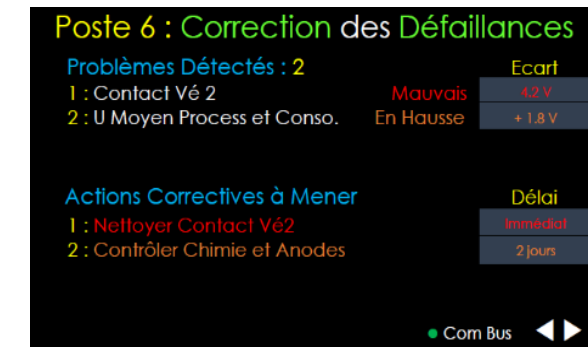 Poste 6 : Correction des Défaillances
Problèmes Détectés : 2 Ecart
1 : Contact Vé 2 Mauvais 4.2 V
2 : U Moyen Process et Conso. En Hausse + 1.8 V
Actions Correctives à Mener Délai
1 : Nettoyer Contact Vé2 Immédiat
2 : Contrôler Chimie et Anodes 2 jours
Com Bus